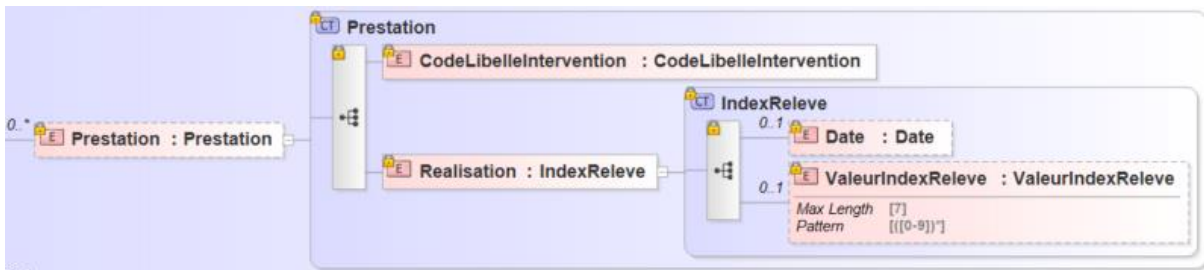 CT Prestation
E CodeLibelleIntervention : CodeLibelleIntervention
CT IndexReleve
0..*
E Prestation : Prestation
0..1
E Date : Date
E Realisation : IndexReleve
0..1
E ValeurIndexReleve : ValeurIndexReleve
Max Length [7]
Pattern [([0-9])*]